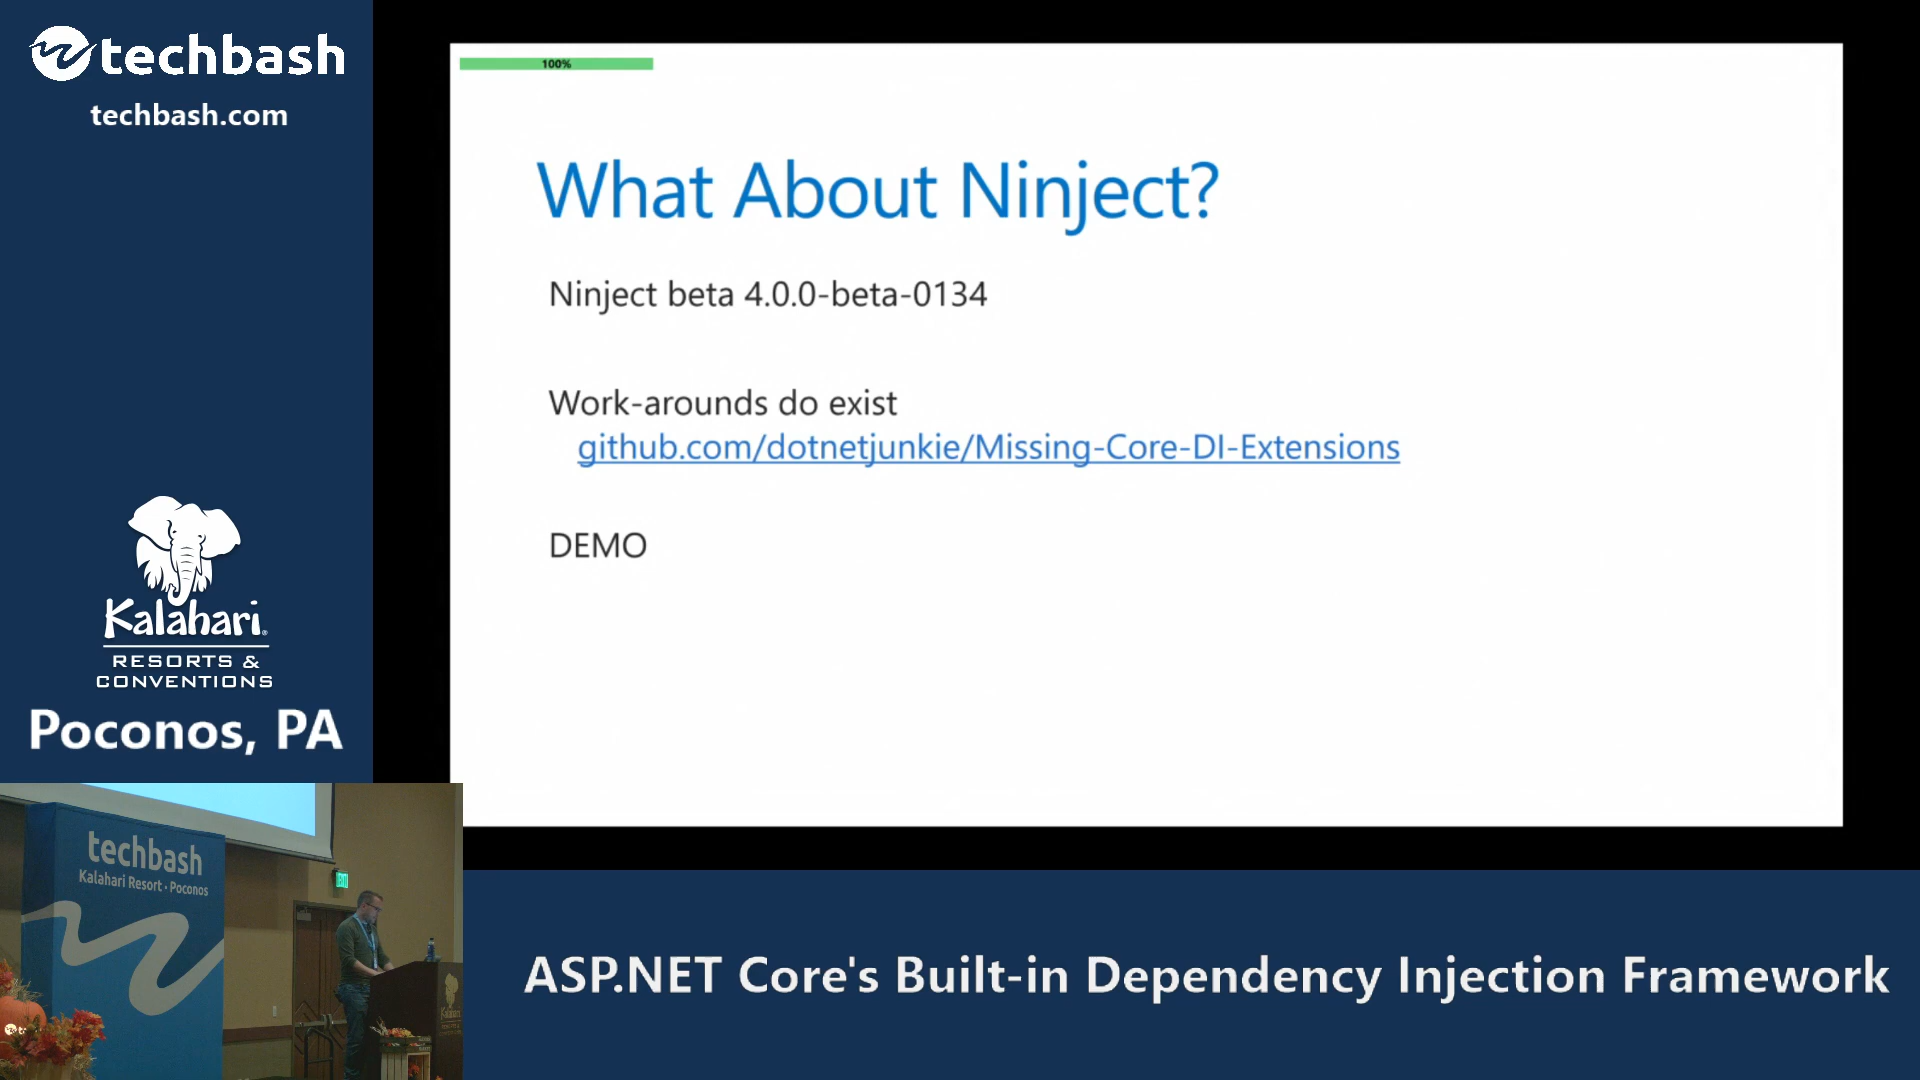 techbash
techbash.com
100%
What About Ninject?
Ninject beta 4.0.0-beta-0134
Work-arounds do exist
github.com/dotnetjunkie/Missing-Core-DI-Extensions
DEMO
Kalahari
RESORTS &
CONVENTIONS
Poconos, PA
techbash
Kalahari Resort • Poconos
EXIT
Kalahari
ASP.NET Core's Built-in Dependency Injection Framework